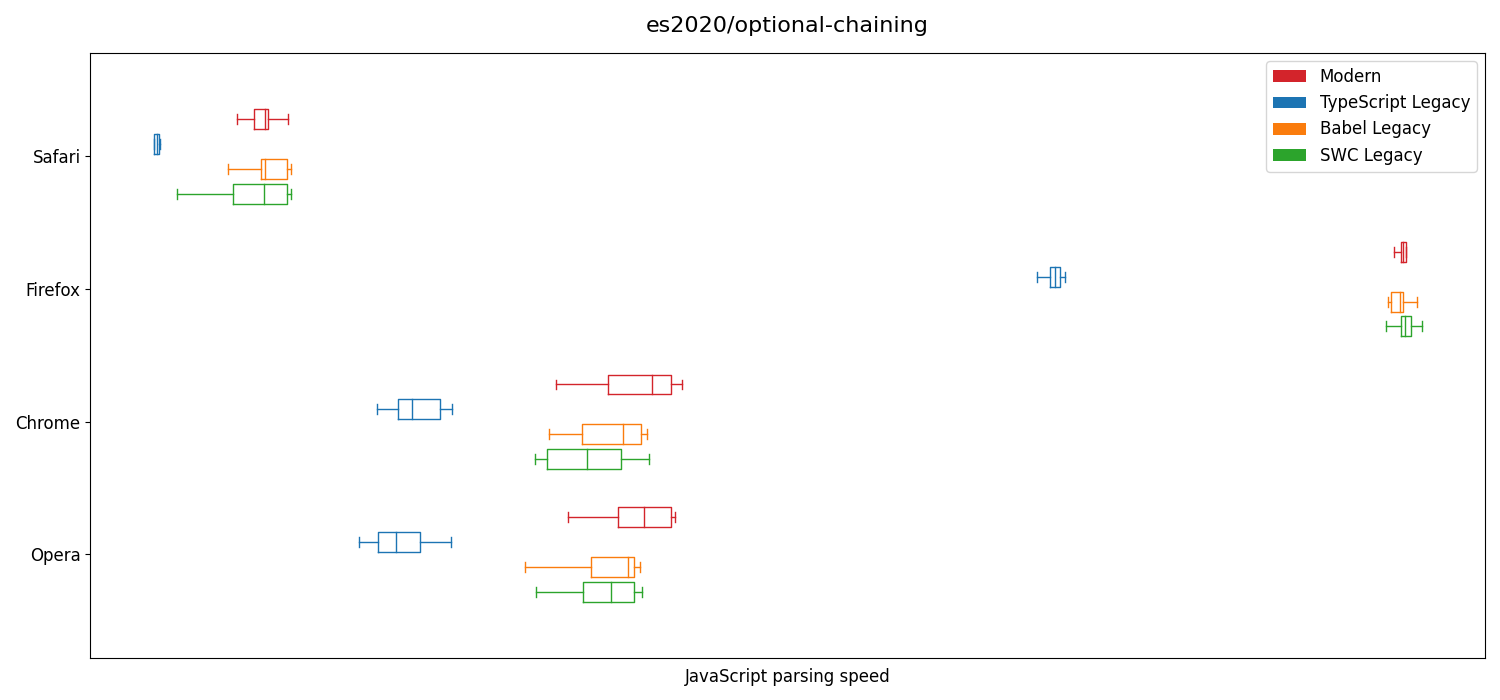 es2020/optional-chaining
Modern
TypeScript Legacy
Babel Legacy
SWC Legacy
Safari
Firefox
Chrome
Opera
JavaScript parsing speed